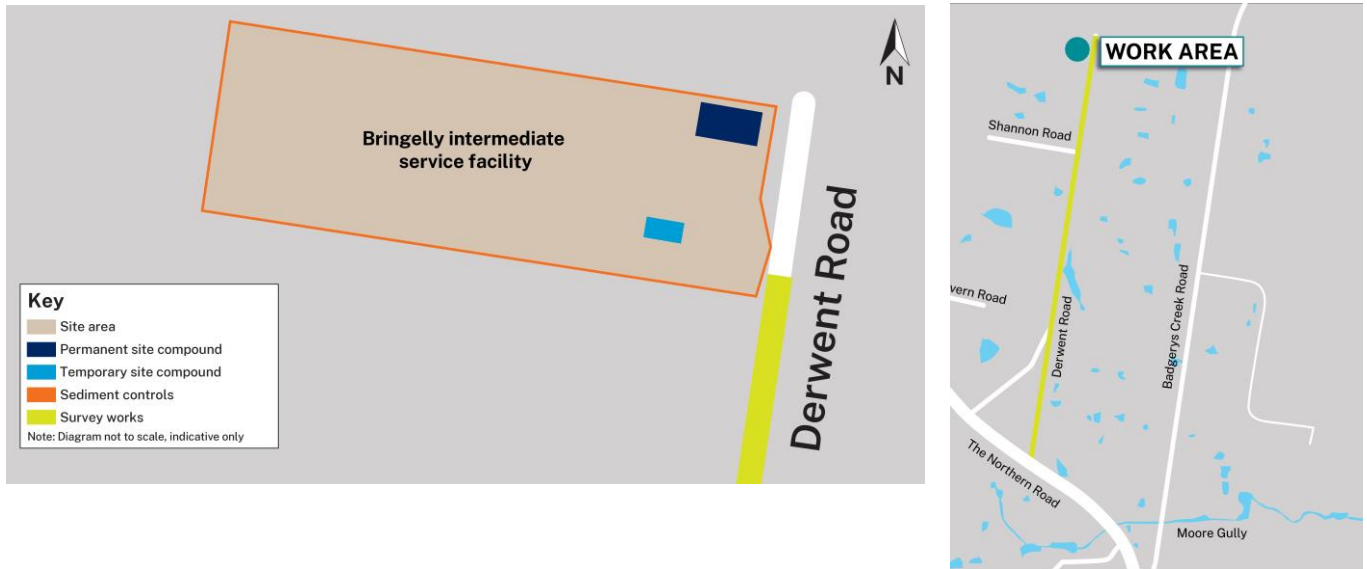 Bringelly intermediate
service facility
N
Derwent Road
Key
Site area
Permanent site compound
Temporary site compound
Sediment controls
Survey works
Note: Diagram not to scale, indicative only
WORK AREA
Shannon Road
vern Road
Derwent Road
Badgerys Creek Road
The Northern Road
Moore Gully